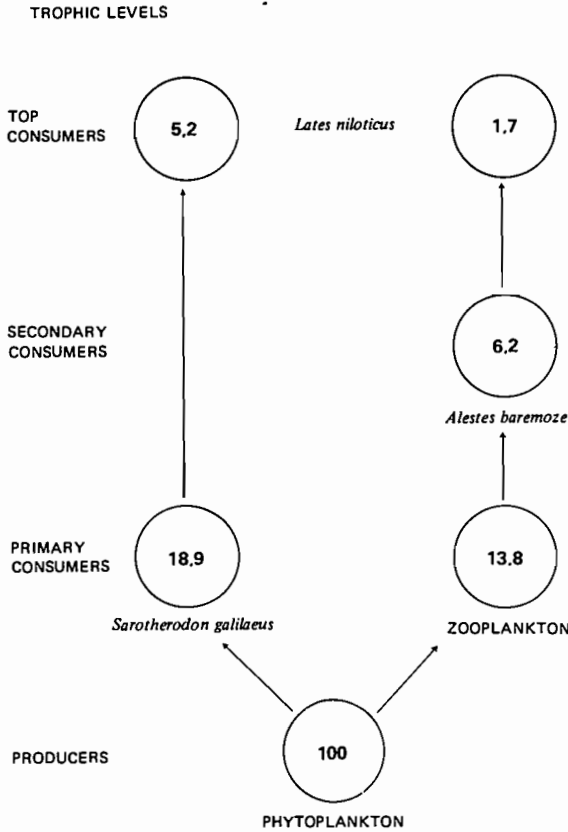 TROPHIC LEVELS
TOP
CONSUMERS
5,2
Lates niloticus
1,7
SECONDARY
CONSUMERS
6,2
Alestes baremoze
PRIMARY
CONSUMERS
18,9
13,8
Sarotherodon galilaeus
ZOOPLANKTON
PRODUCERS
100
PHYTOPLANKTON